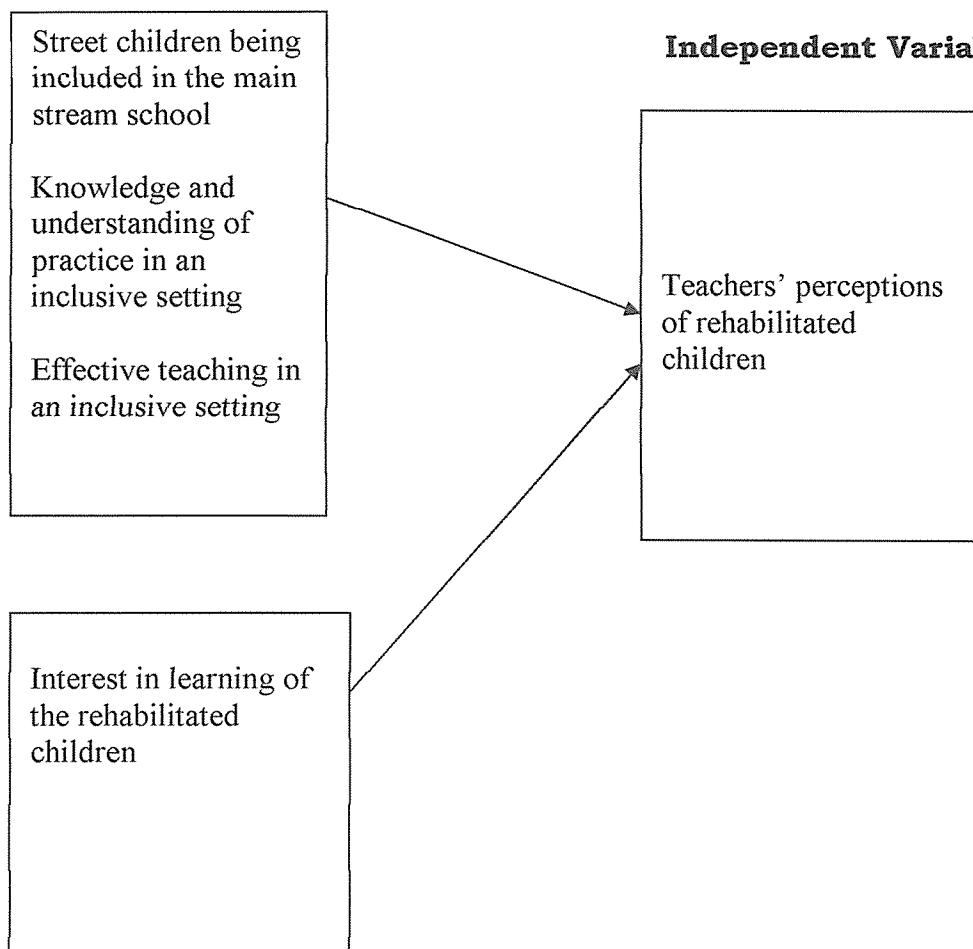 Street children being
included in the main
stream school
Knowledge and
understanding of
practice in an
inclusive setting
Effective teaching in
an inclusive setting
Independent Varia
Teachers’ perceptions
of rehabilitated
children
Interest in learning of
the rehabilitated
children